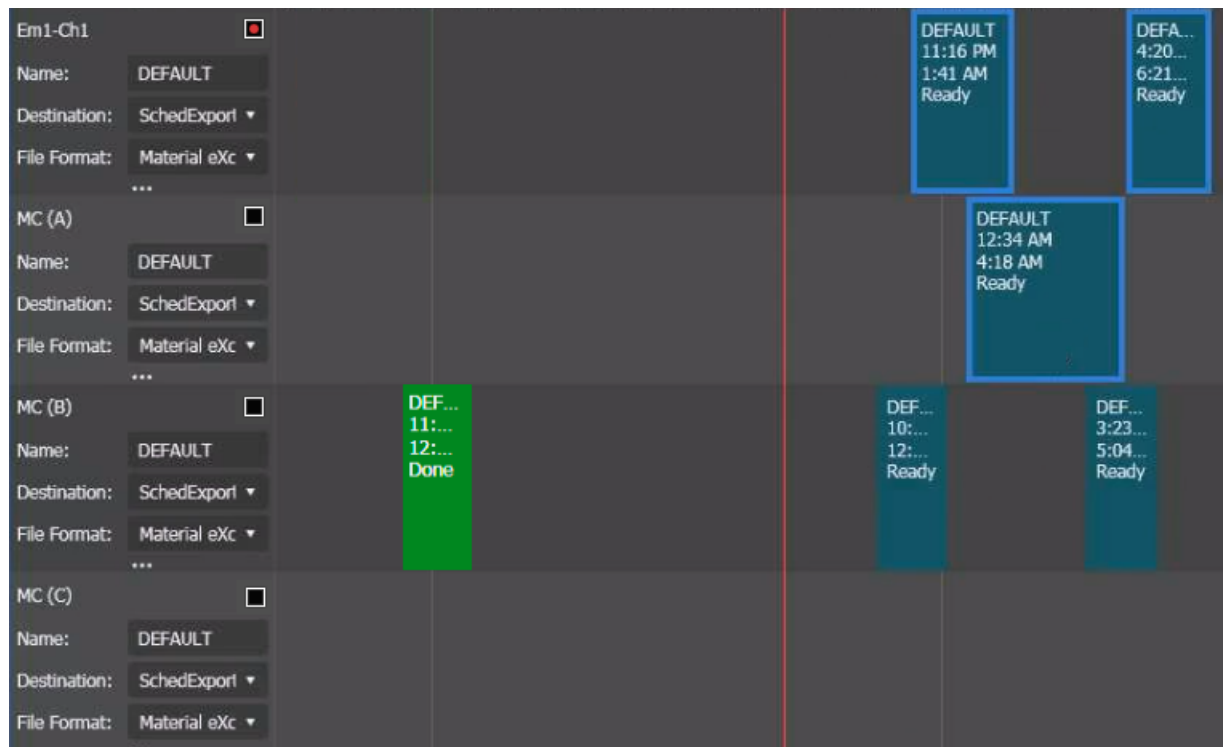 Em1-Ch1
Name: DEFAULT
Destination: SchedExport
File Format: Material eXc
...
DEFAULT
11:16 PM
1:41 AM
Ready
DEFA...
4:20...
6:21...
Ready
MC (A)
Name: DEFAULT
Destination: SchedExport
File Format: Material eXc
...
DEFAULT
12:34 AM
4:18 AM
Ready
MC (B)
Name: DEFAULT
Destination: SchedExport
File Format: Material eXc
...
DEF...
11:...
12:...
Done
DEF...
10:...
12:...
Ready
DEF...
3:23...
5:04...
Ready
MC (C)
Name: DEFAULT
Destination: SchedExport
File Format: Material eXc